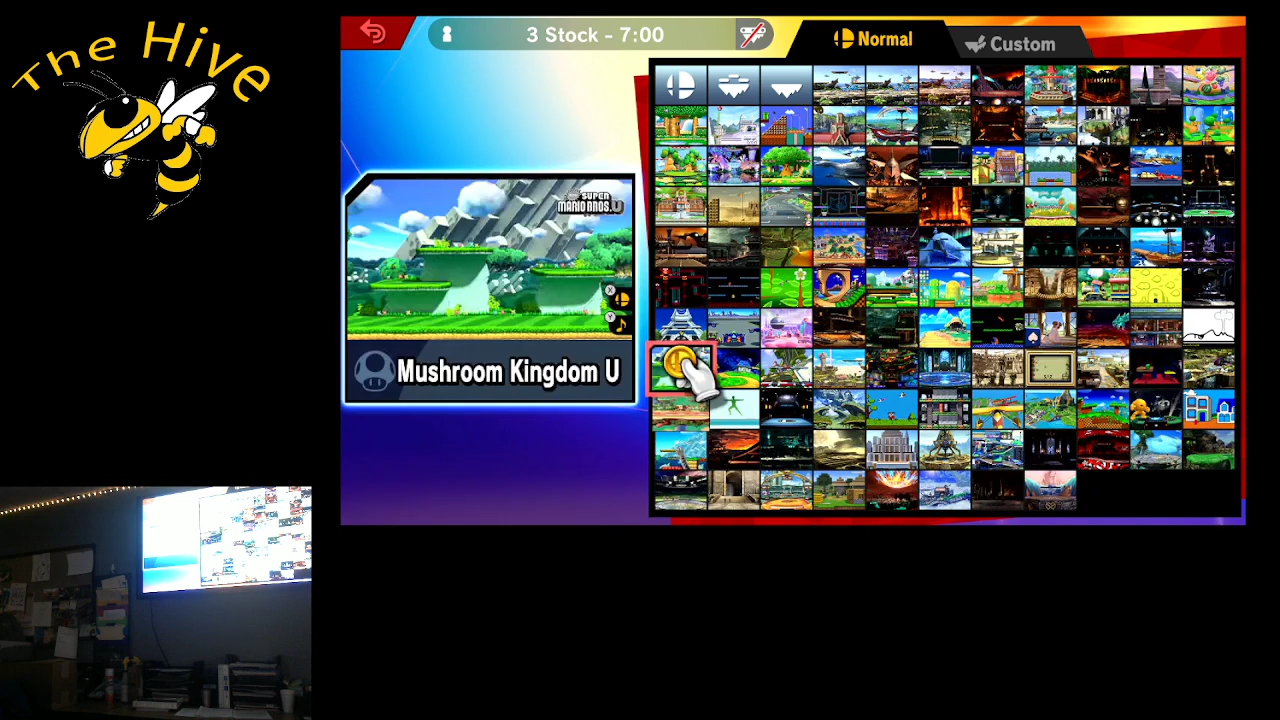 The Hive
3 Stock - 7:00
Normal
Custom
SUPER
MARIO BROS. U
X
Y
Mushroom Kingdom U